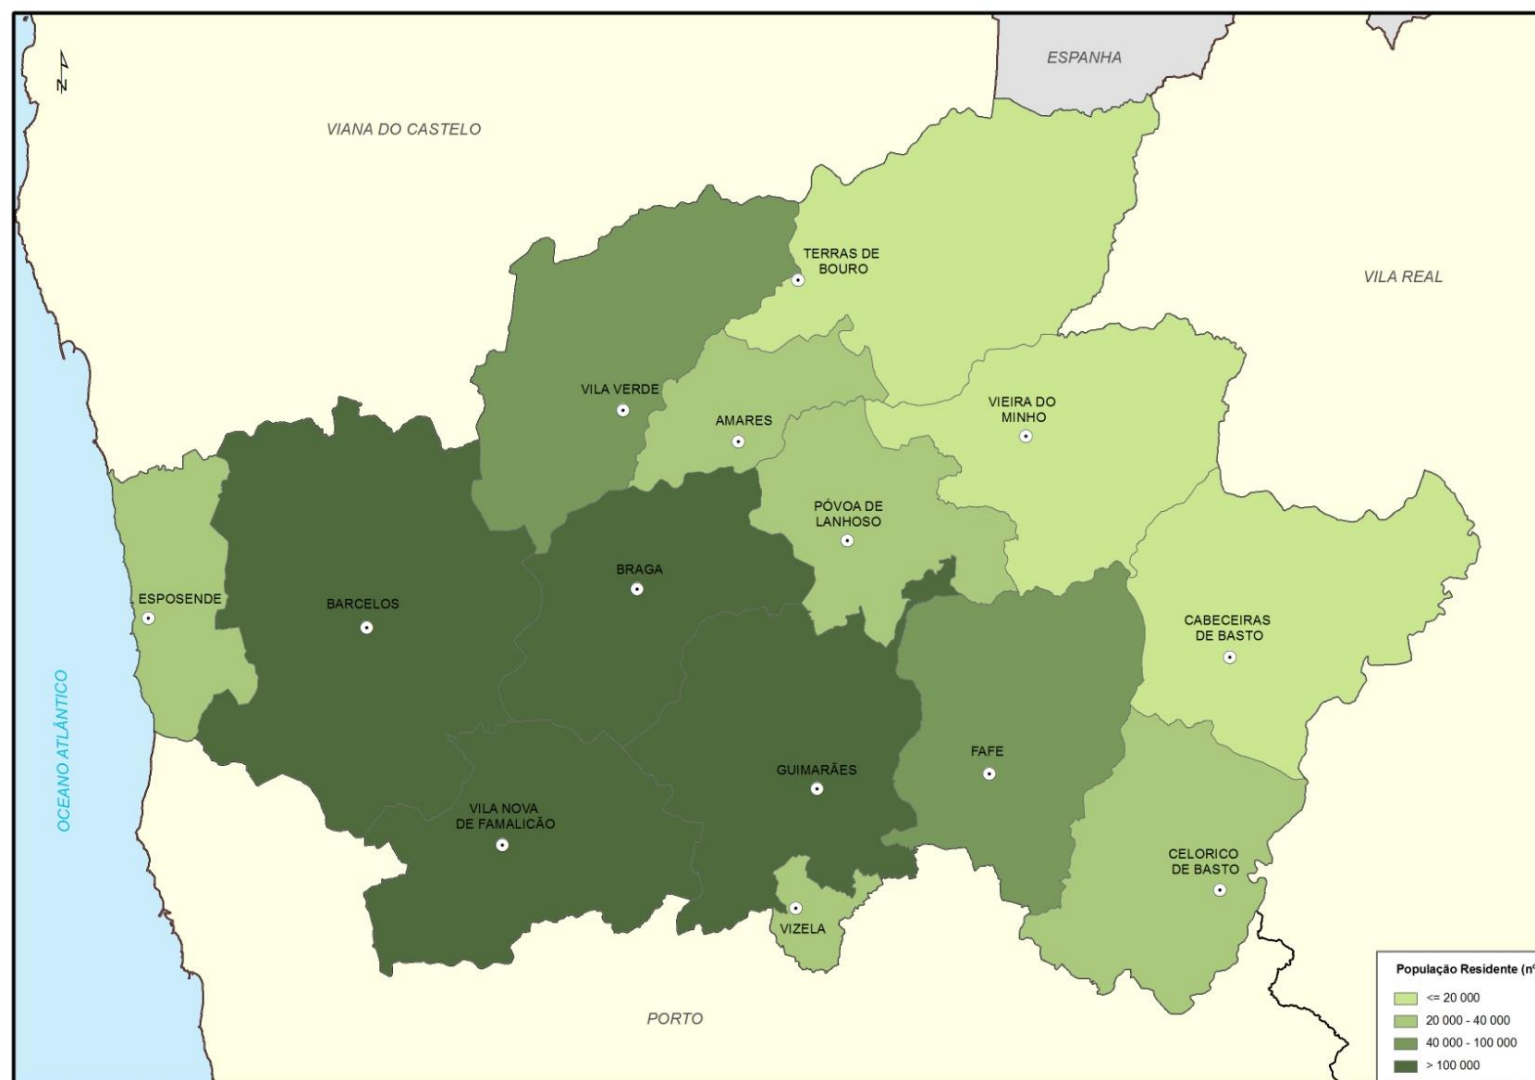 ESPANHA
N
VIANA DO CASTELO
TERRAS DE
BOURO
VILA REAL
VILA VERDE
AMARES
VIEIRA DO
MINHO
PÓVOA DE
LANHOSO
BRAGA
ESPOSENDE
BARCELOS
CABECEIRAS
DE BASTO
OCEANO ATLÂNTICO
FAFE
GUIMARÃES
VILA NOVA
DE FAMALICÃO
CELORICO
DE BASTO
VIZELA
PORTO
População Residente (nº
<= 20 000
20 000 - 40 000
40 000 - 100 000
> 100 000